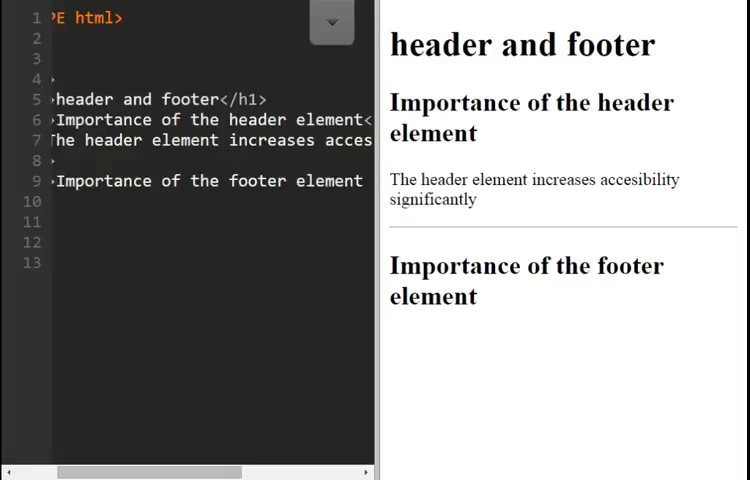 1 PE html>
2
3
4
5 header and footer</h1>
6 Importance of the header element<
7 The header element increases acces
8
9 Importance of the footer element
10
11
12
13
header and footer
Importance of the header
element
The header element increases accesibility
significantly
Importance of the footer
element